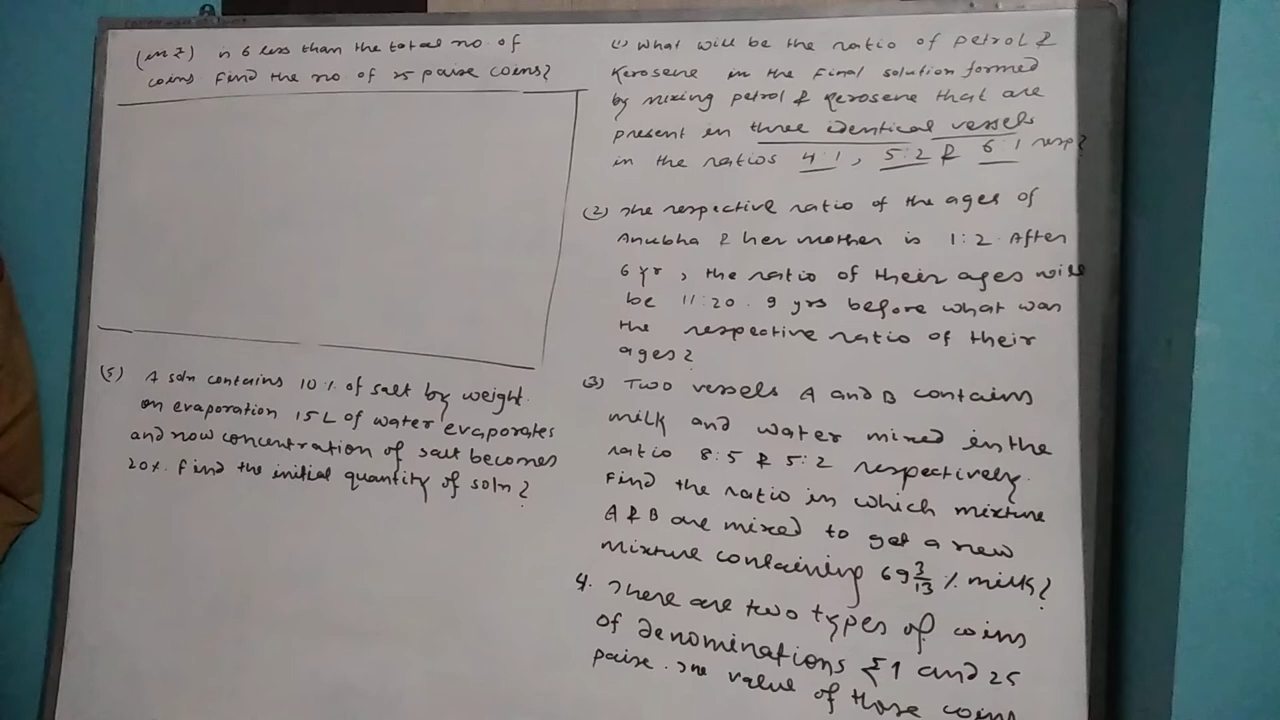 (in ₹) is 6 less than the total no. of
coins Find the no of 25 paise coins?
(5) A soln contains 10% of salt by weight.
on evaporation 15L of water evaporates
and now concentration of salt becomes
20%. Find the initial quantity of soln?
(1) What will be the ratio of petrol &
Kerosene in the Final solution formed
by mixing petrol & kerosene that are
present in three identical vessels
in the ratios 4:1, 5:2 & 6:1 resp?
(2) The respective ratio of the ages of
Anubha & her mother is 1:2. After
6 yr, the ratio of their ages will
be 11:20. 9 yrs before what was
the respective ratio of their
ages?
(3) Two vessels A and B contains
milk and water mixed in the
ratio 8:5 & 5:2 respectively.
Find the ratio in which mixture
A & B are mixed to get a new
mixture containing 69 3/13 % milk?
4. There are two types of coins
of denominations ₹1 and 25
paise. The value of those coins